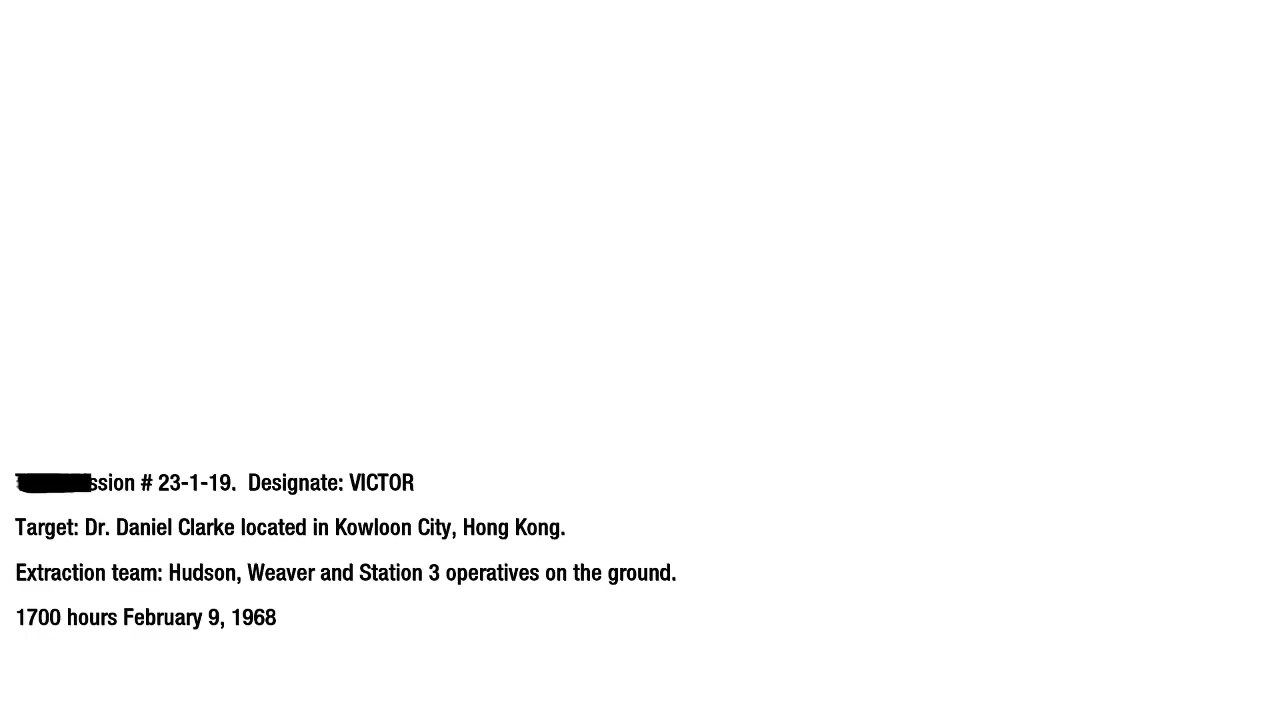 ssion # 23-1-19. Designate: VICTOR
Target: Dr. Daniel Clarke located in Kowloon City, Hong Kong.
Extraction team: Hudson, Weaver and Station 3 operatives on the ground.
1700 hours February 9, 1968